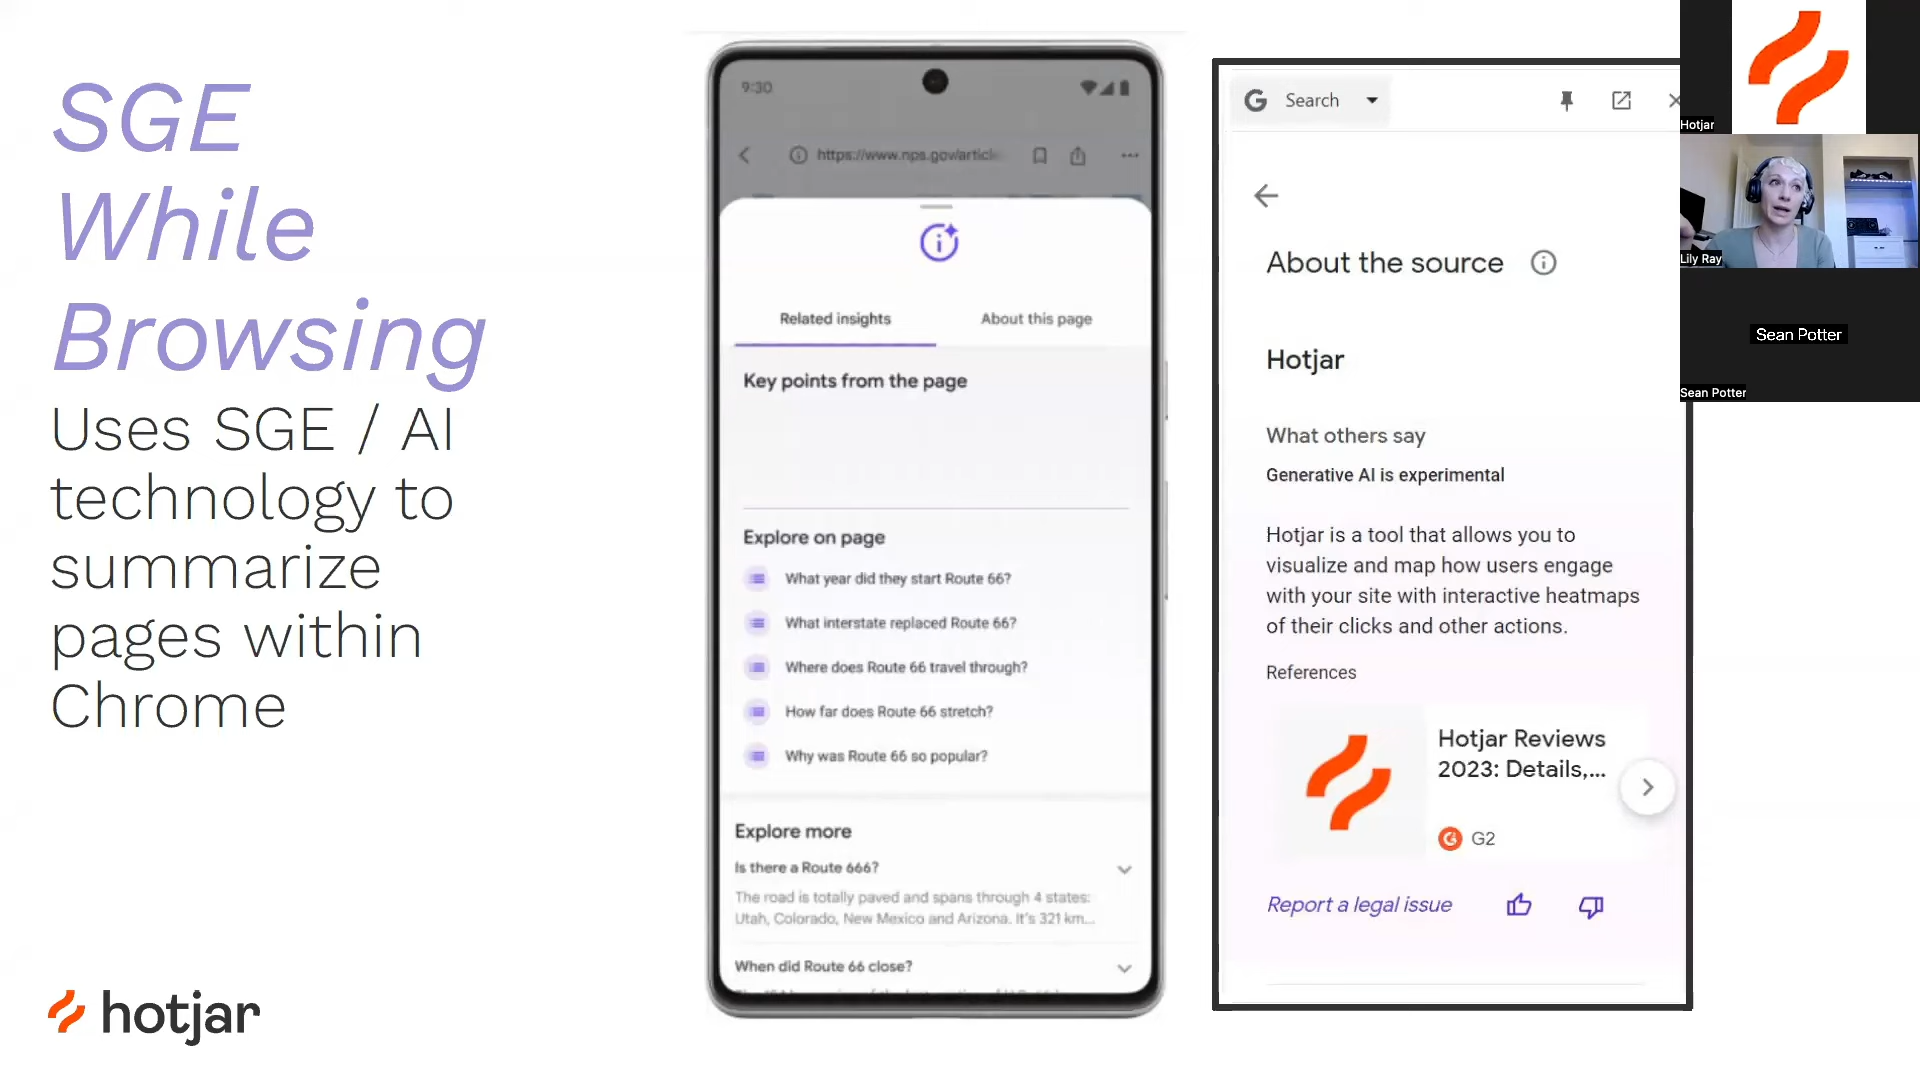 SGE
While
Browsing
Uses SGE / AI
technology to
summarize
pages within
Chrome
hotjar
9:30
https://www.nps.gov/article
Related insights
About this page
Key points from the page
Explore on page
What year did they start Route 66?
What interstate replaced Route 66?
Where does Route 66 travel through?
How far does Route 66 stretch?
Why was Route 66 so popular?
Explore more
Is there a Route 666?
The road is totally paved and spans through 4 states:
Utah, Colorado, New Mexico and Arizona. It's 321 km...
When did Route 66 close?
G Search
About the source
Hotjar
What others say
Generative AI is experimental
Hotjar is a tool that allows you to
visualize and map how users engage
with your site with interactive heatmaps
of their clicks and other actions.
References
Hotjar Reviews
2023: Details,...
G2
Report a legal issue
Hotjar
Lily Ray
Sean Potter
Sean Potter